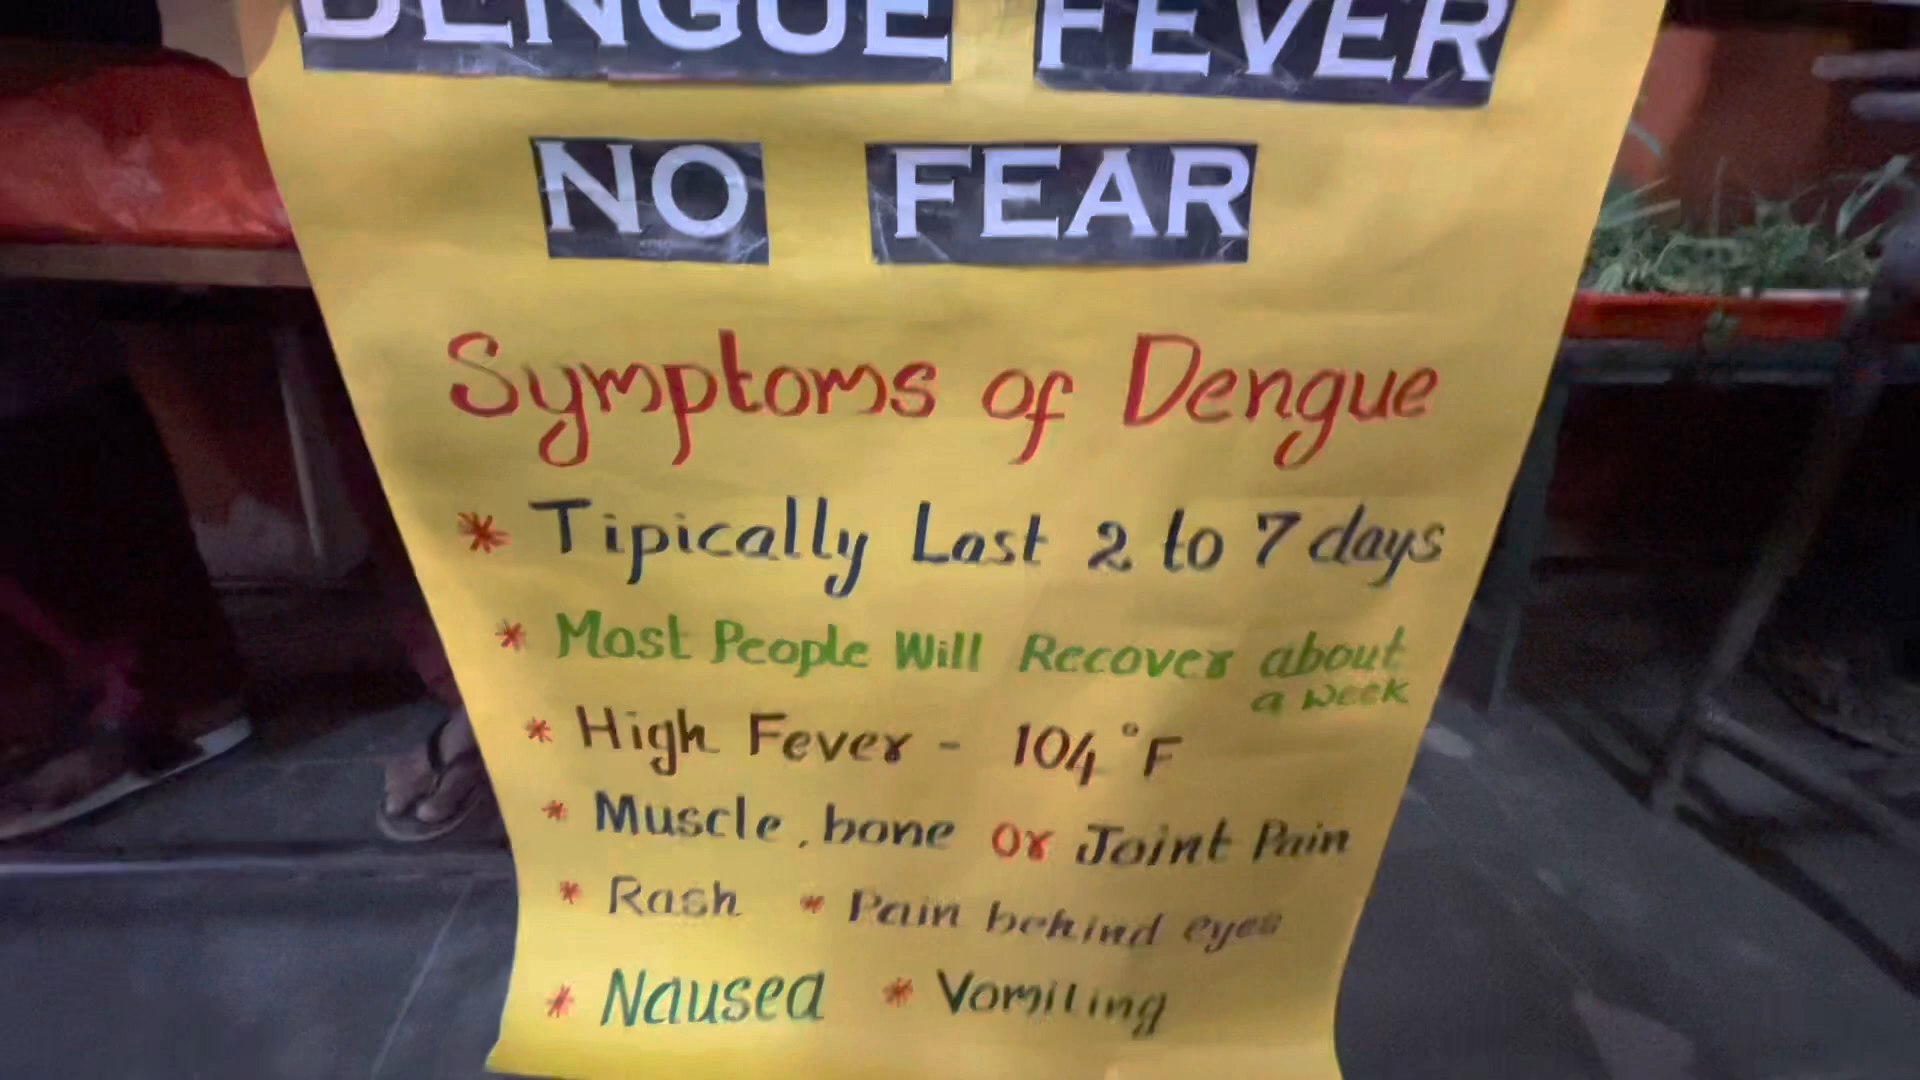 DENGUE FEVER
NO FEAR
Symptoms of Dengue
* Tipically Last 2 to 7 days
* Most People Will Recover about
a week
* High Fever - 104°F
* Muscle, bone or Joint Pain
* Rash * Pain behind eyes
* Nausea * Vomiting